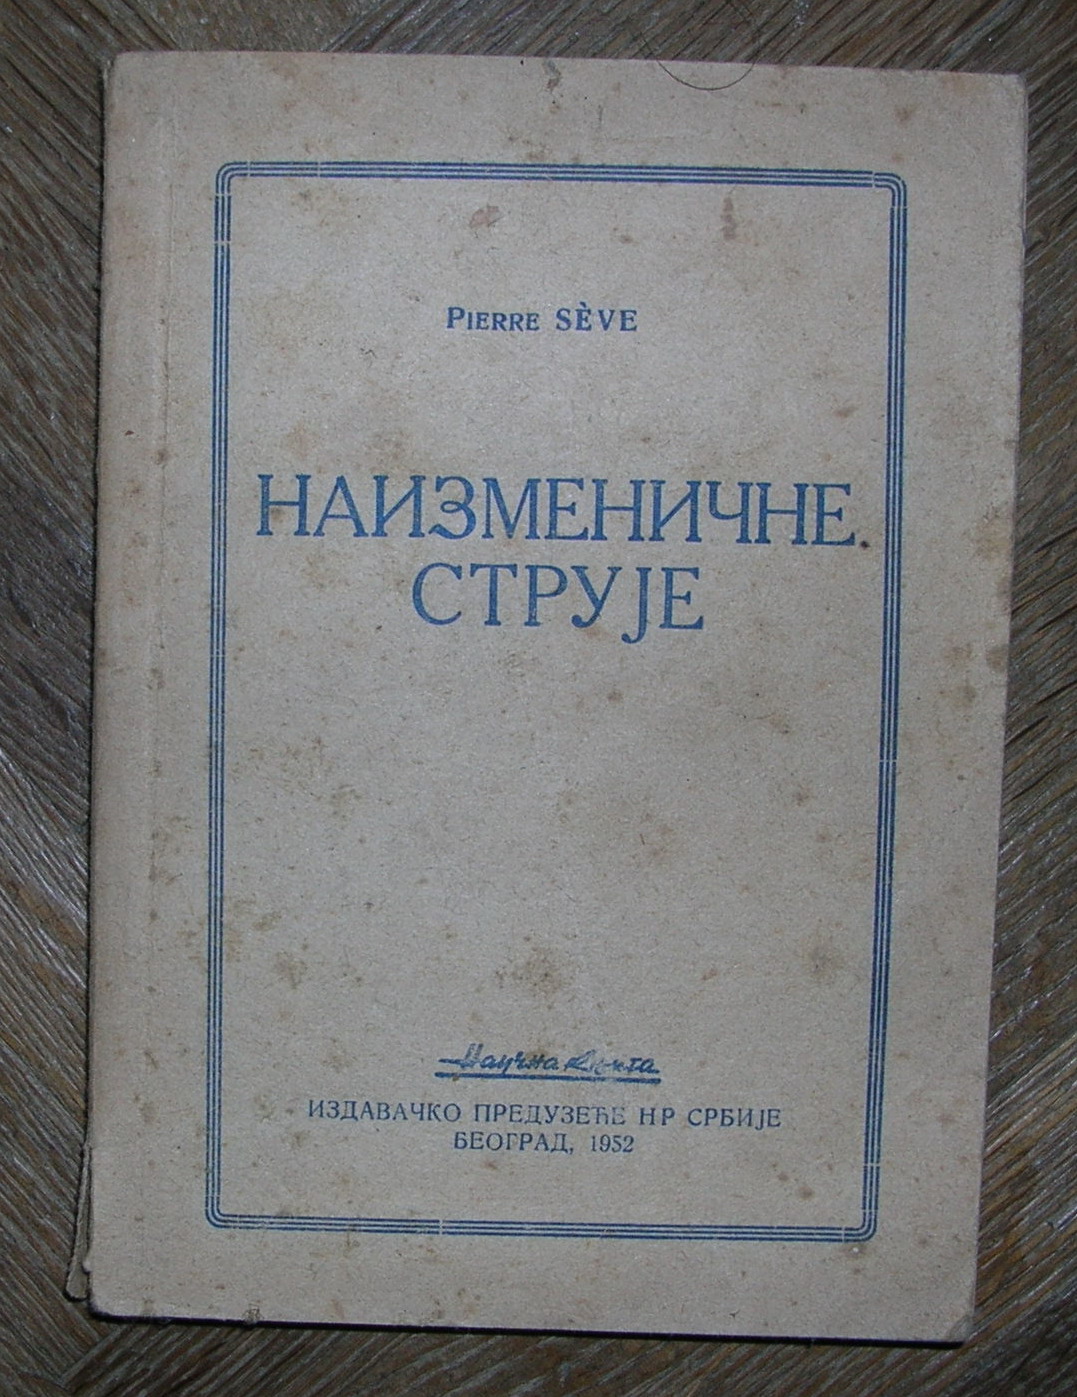 Pierre SÈVE
НАИЗМЕНИЧНЕ
СТРУЈЕ
Научна књига
ИЗДАВАЧКО ПРЕДУЗЕЋЕ НР СРБИЈЕ
БЕОГРАД, 1952